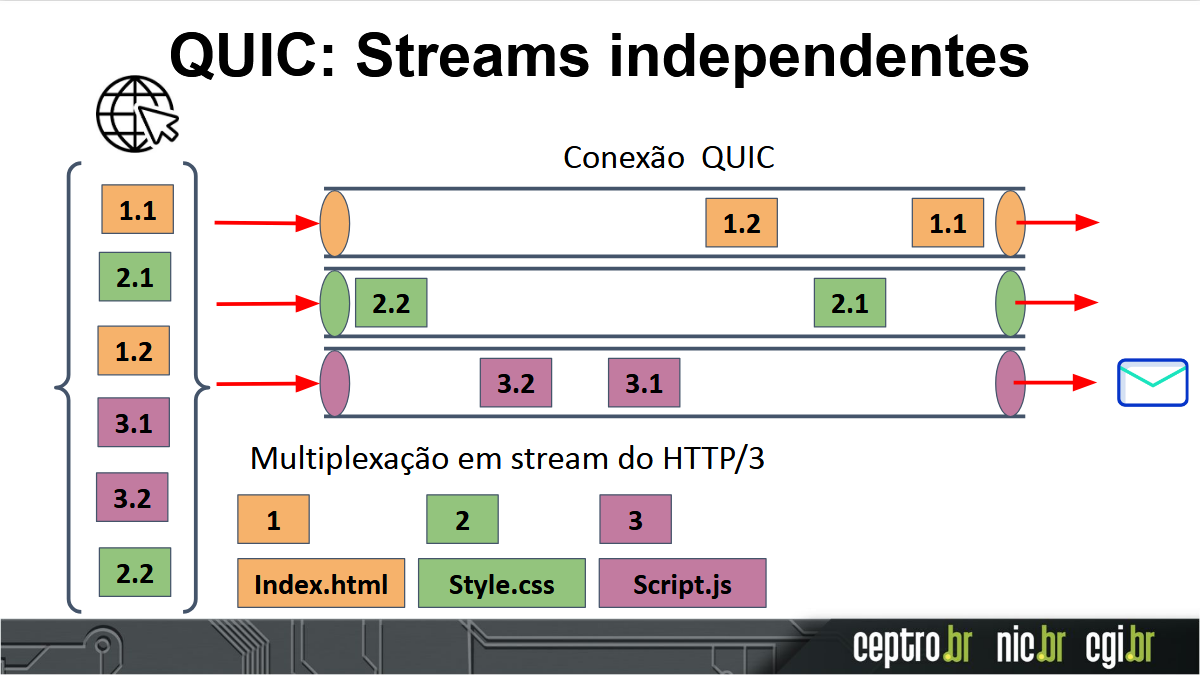 QUIC: Streams independentes
Conexão QUIC
1.1
2.1
1.2
3.1
3.2
2.2
1.2
1.1
2.2
2.1
3.2
3.1
Multiplexação em stream do HTTP/3
1
2
3
Index.html
Style.css
Script.js
ceptro.br nic.br cgi.br